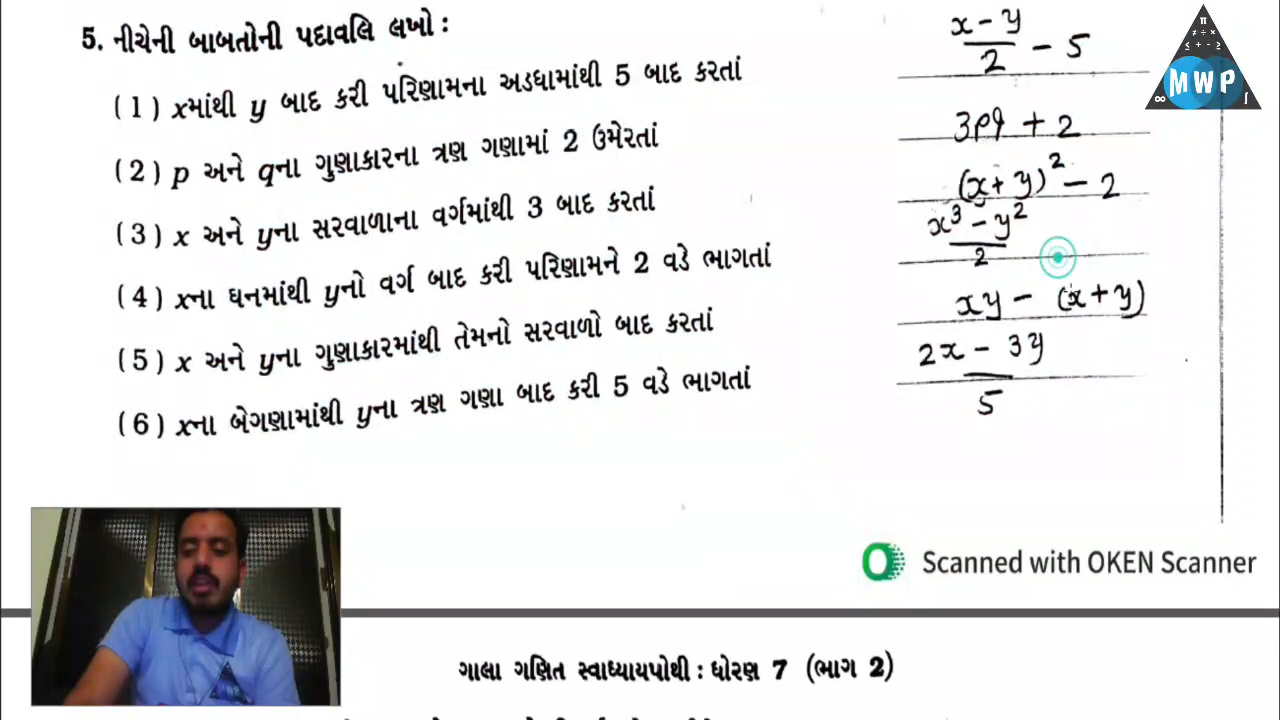 5. નીચેની બાબતોની પદાવલિ લખો :
(1) xમાંથી y બાદ કરી પરિણામના અડધામાંથી 5 બાદ કરતાં
(x - y)/2 - 5
(2) p અને qના ગુણાકારના ત્રણ ગણામાં 2 ઉમેરતાં
3pq + 2
(3) x અને yના સરવાળાના વર્ગમાંથી 3 બાદ કરતાં
(x + y)² - 2
(4) xના ઘનમાંથી yનો વર્ગ બાદ કરી પરિણામને 2 વડે ભાગતાં
(x³ - y²)/2
(5) x અને yના ગુણાકારમાંથી તેમનો સરવાળો બાદ કરતાં
xy - (x + y)
(6) xના બેગણામાંથી yના ત્રણ ગણા બાદ કરી 5 વડે ભાગતાં
(2x - 3y)/5
π
≠ ÷ ×
≤ + - ≥
MWP
∞ ∫
Scanned with OKEN Scanner
ગાલા ગણિત સ્વાધ્યાયપોથી : ધોરણ 7 (ભાગ 2)